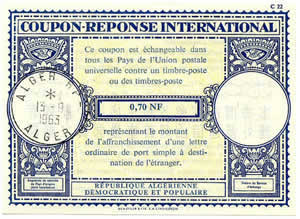 C 22
COUPON-RÉPONSE INTERNATIONAL
Ce coupon est échangeable dans
tous les Pays de l'Union postale
universelle contre un timbre-poste
ou des timbres-poste
ALGER
*
13-9
1963
ALGER
0,70 NF
représentant le montant
de l'affranchissement d'une lettre
ordinaire de port simple à desti-
nation de l'étranger.
RÉPUBLIQUE ALGÉRIENNE
DÉMOCRATIQUE ET POPULAIRE